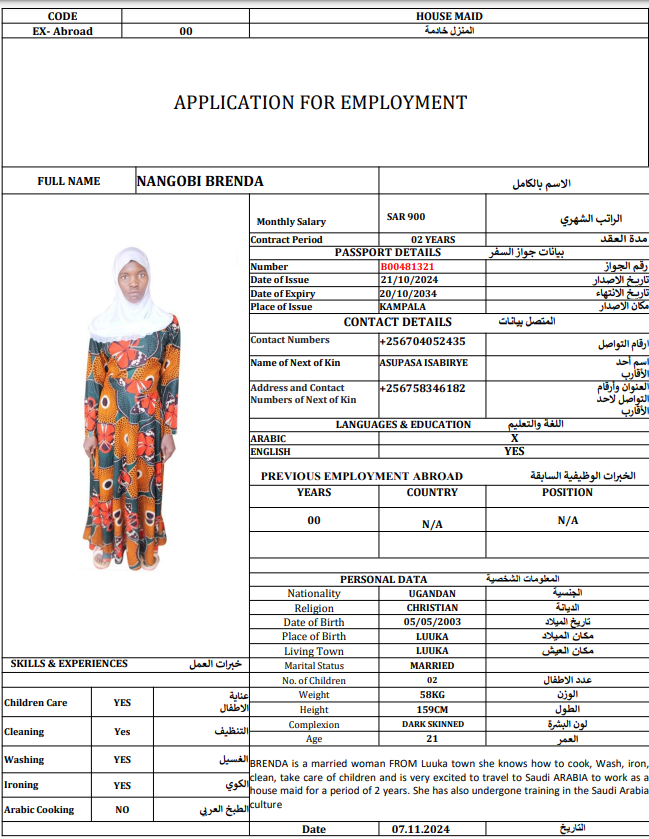 CODE HOUSE MAID
EX- Abroad 00 المنزل خادمة
APPLICATION FOR EMPLOYMENT
FULL NAME NANGOBI BRENDA الاسم بالكامل
Monthly Salary SAR 900 الراتب الشهري
Contract Period 02 YEARS مدة العقد
PASSPORT DETAILS بيانات جواز السفر
Number B00481321 رقم الجواز
Date of Issue 21/10/2024 تاريخ الاصدار
Date of Expiry 20/10/2034 تاريخ الانتهاء
Place of Issue KAMPALA مكان الاصدار
CONTACT DETAILS المتصل بيانات
Contact Numbers +256704052435 ارقام التواصل
Name of Next of Kin ASUPASA ISABIRYE اسم أحد
الأقارب
Address and Contact +256758346182 العنوان وأرقام
Numbers of Next of Kin التواصل لاحد
الأقارب
LANGUAGES & EDUCATION اللغة والتعليم
ARABIC X
ENGLISH YES
PREVIOUS EMPLOYMENT ABROAD الخبرات الوظيفية السابقة
YEARS COUNTRY POSITION
00 N/A N/A
PERSONAL DATA المعلومات الشخصية
Nationality UGANDAN الجنسية
Religion CHRISTIAN الديانة
Date of Birth 05/05/2003 تاريخ الميلاد
Place of Birth LUUKA مكان الميلاد
Living Town LUUKA مكان العيش
Marital Status MARRIED
No. of Children 02 عدد الاطفال
Weight 58KG الوزن
Height 159CM الطول
Complexion DARK SKINNED لون البشرة
Age 21 العمر
SKILLS & EXPERIENCES خبرات العمل
Children Care YES عناية
الاطفال
Cleaning Yes التنظيف
Washing YES الغسيل
Ironing YES الكوي
Arabic Cooking NO الطبخ العربي
BRENDA is a married woman FROM Luuka town she knows how to cook, Wash, iron,
clean, take care of children and is very excited to travel to Saudi ARABIA to work as a
house maid for a period of 2 years. She has also undergone training in the Saudi Arabia
culture
Date 07.11.2024 التاريخ